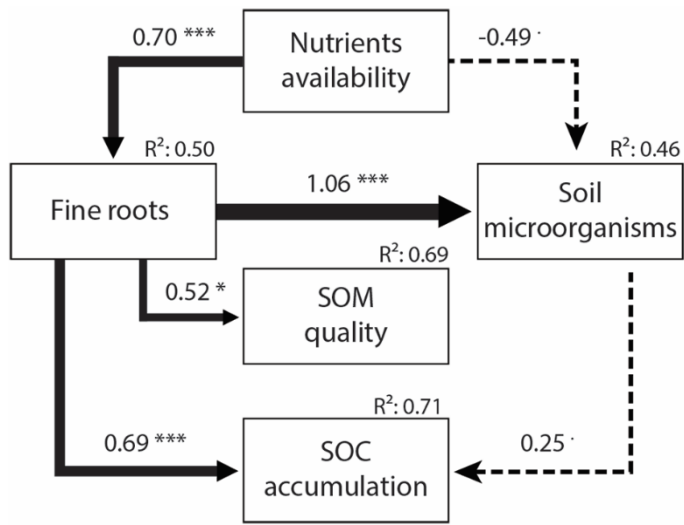 0.70 ***
Nutrients
availability
-0.49 ·
R²: 0.50
R²: 0.46
Fine roots
1.06 ***
Soil
microorganisms
R²: 0.69
0.52 *
SOM
quality
R²: 0.71
0.69 ***
SOC
accumulation
0.25 ·